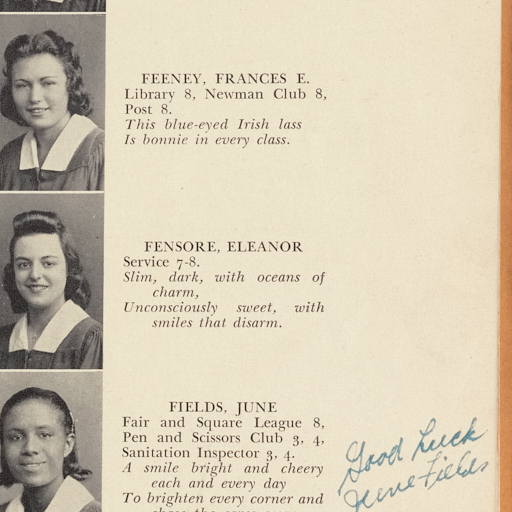 FEENEY, FRANCES E.
Library 8, Newman Club 8,
Post 8.
This blue-eyed Irish lass
Is bonnie in every class.
FENSORE, ELEANOR
Service 7-8.
Slim, dark, with oceans of
charm,
Unconsciously sweet, with
smiles that disarm.
FIELDS, JUNE
Fair and Square League 8,
Pen and Scissors Club 3, 4,
Sanitation Inspector 3, 4.
A smile bright and cheery
each and every day
To brighten every corner and
Good Luck
June Fields